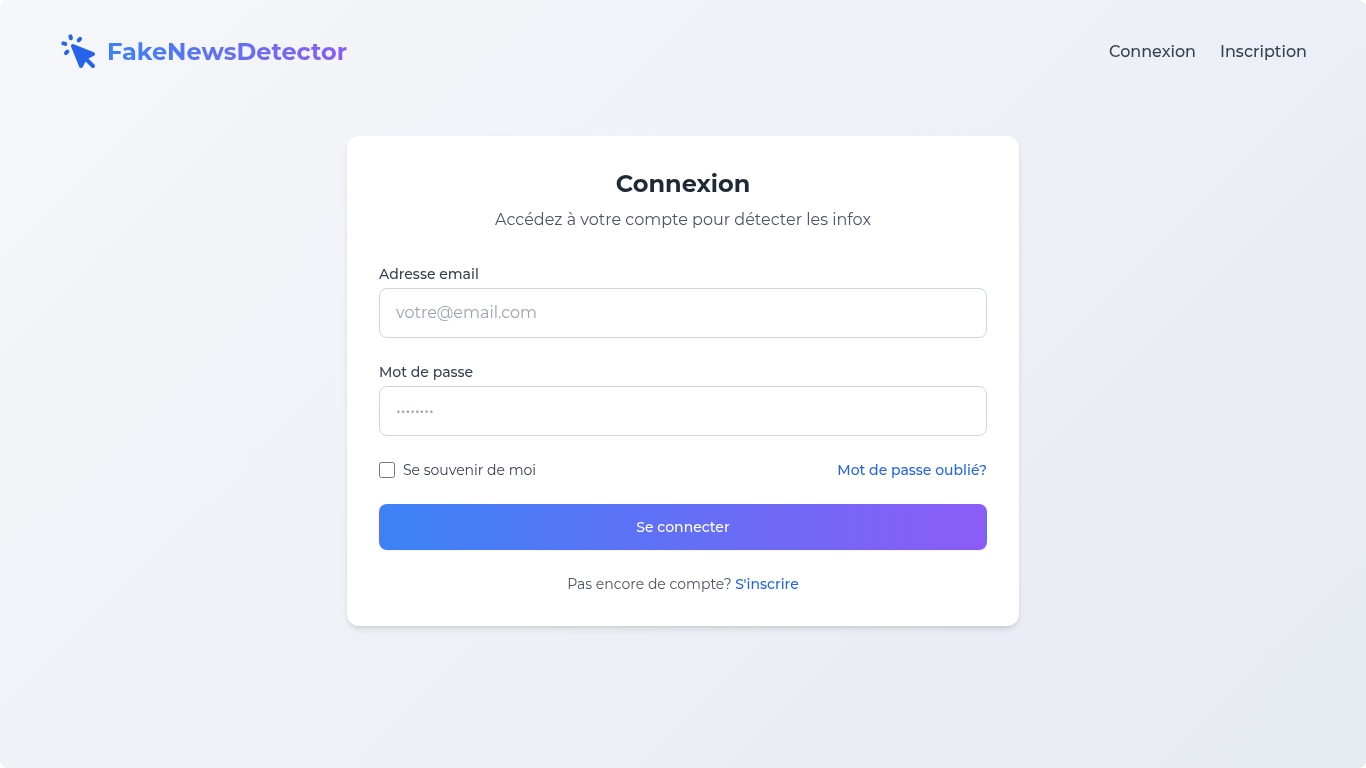 FakeNewsDetector
Connexion
Inscription
Connexion
Accédez à votre compte pour détecter les infox
Adresse email
votre@email.com
Mot de passe
••••••••
Se souvenir de moi
Mot de passe oublié?
Se connecter
Pas encore de compte? S'inscrire